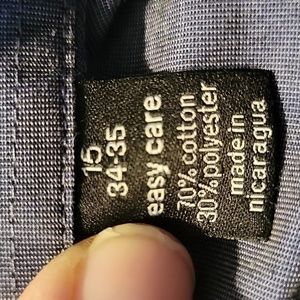 15
34-35
easy care
70% cotton
30% polyester
made in
nicaragua